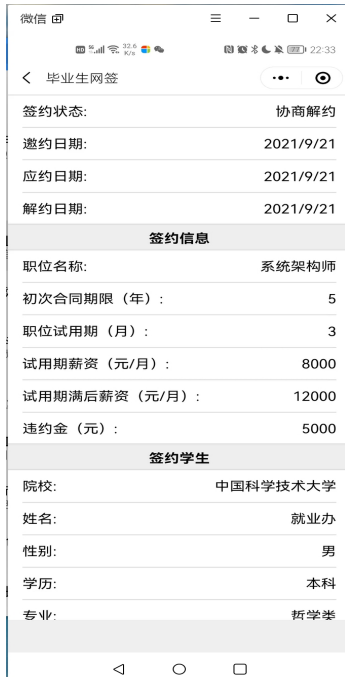 微信
32.6 K/s 22:33
毕业生网签
签约状态: 协商解约
邀约日期: 2021/9/21
应约日期: 2021/9/21
解约日期: 2021/9/21
签约信息
职位名称: 系统架构师
初次合同期限（年）: 5
职位试用期（月）: 3
试用期薪资（元/月）: 8000
试用期满后薪资（元/月）: 12000
违约金（元）: 5000
签约学生
院校: 中国科学技术大学
姓名: 就业办
性别: 男
学历: 本科
专业: 哲学类